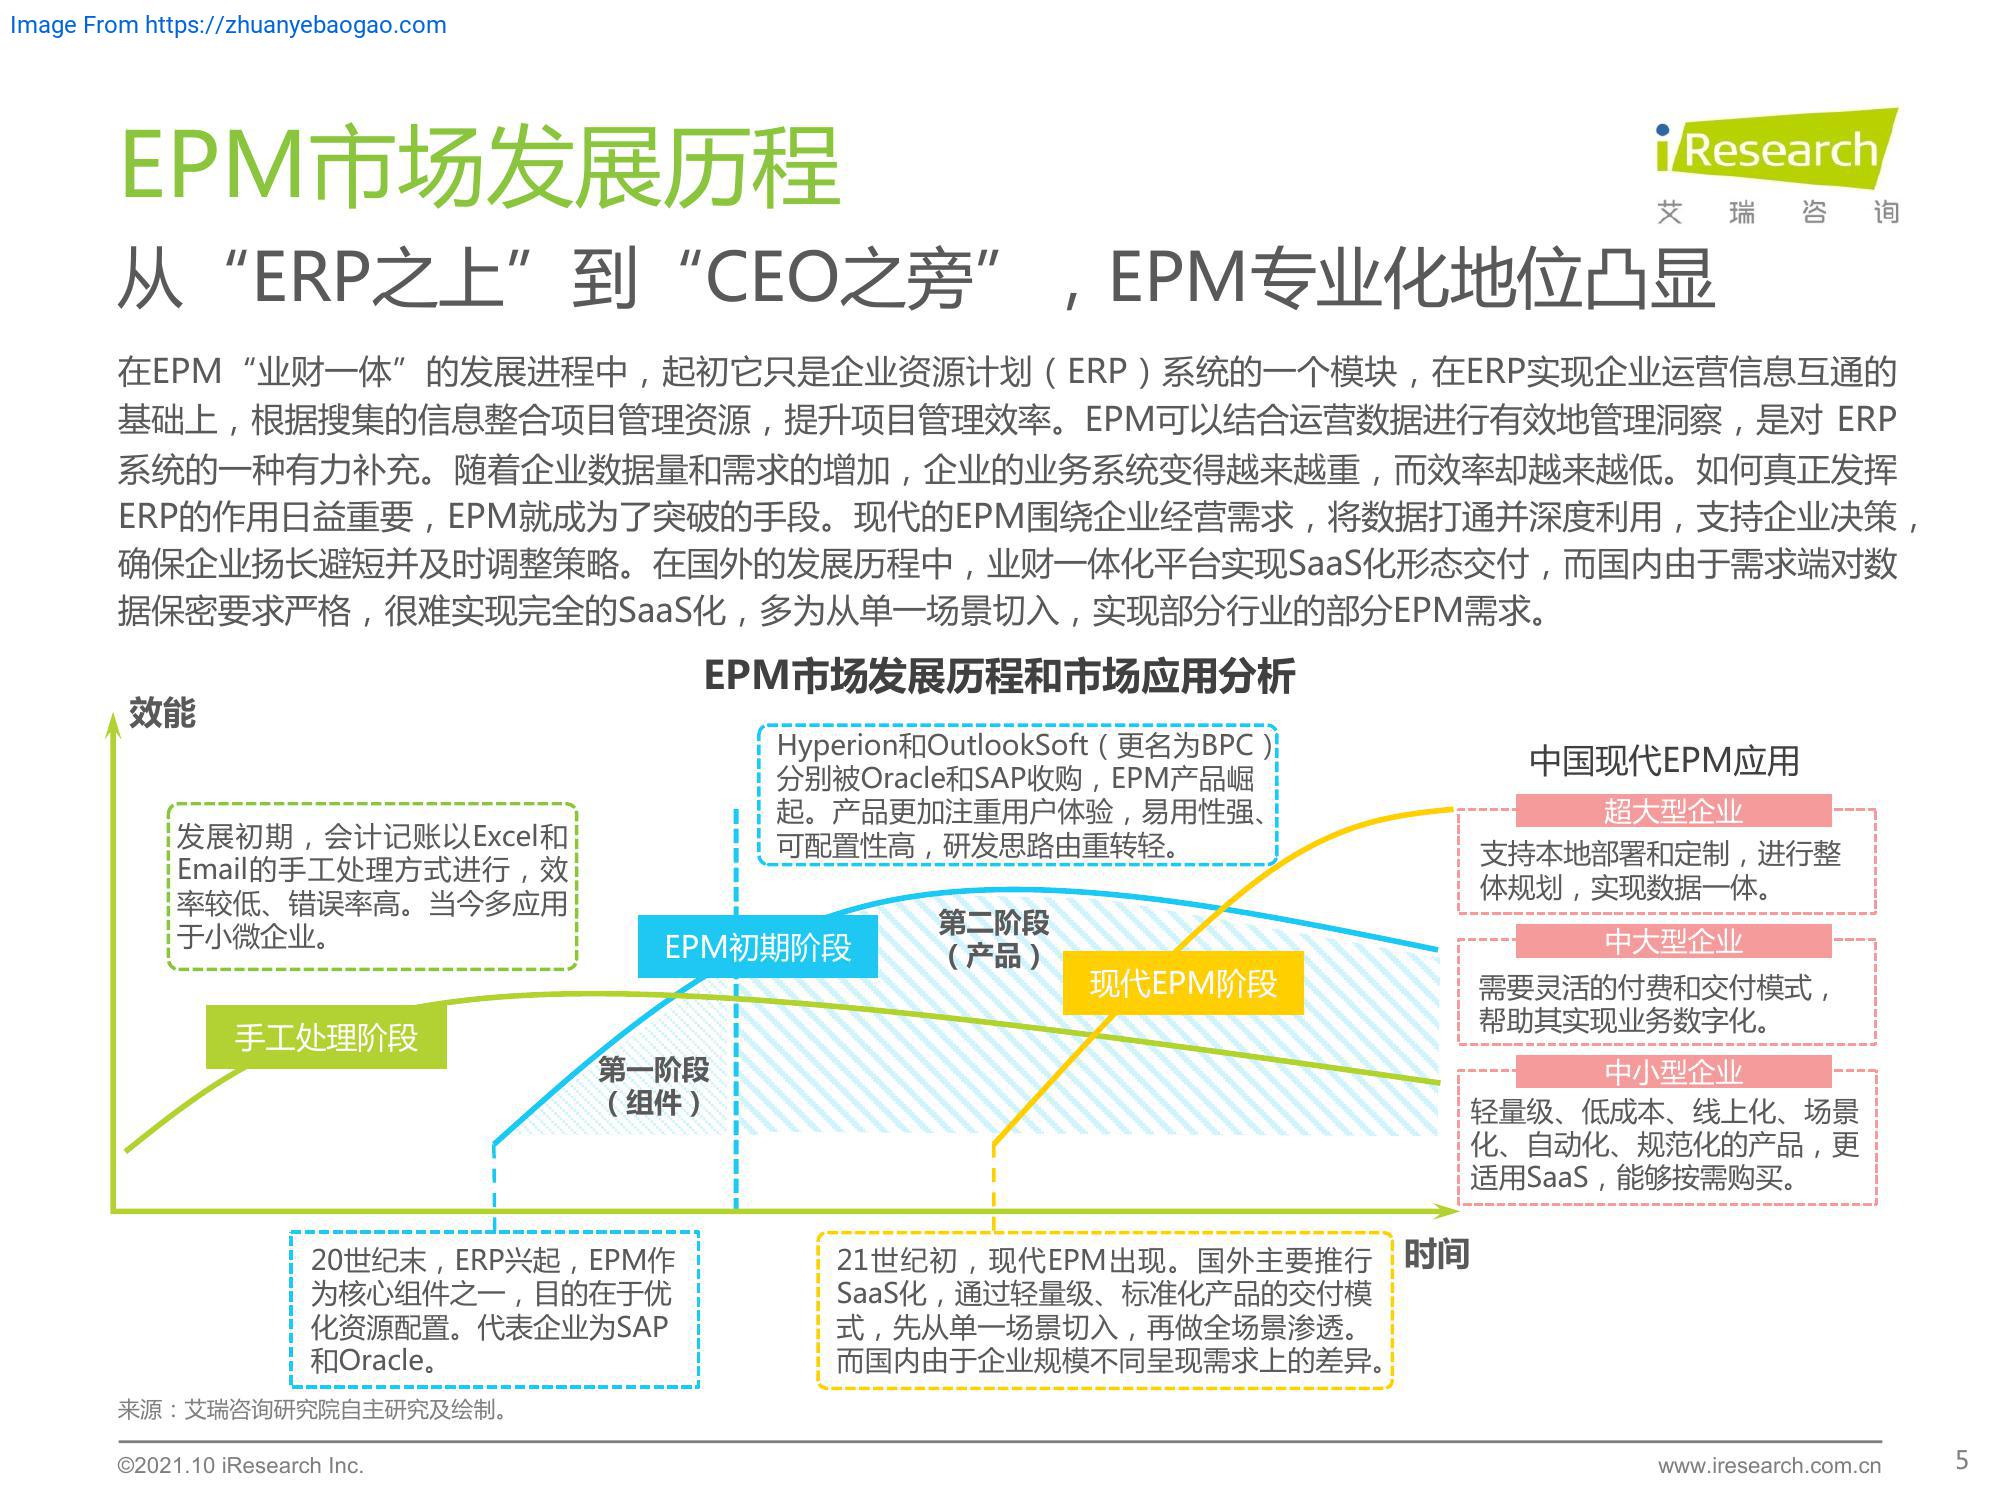 Image From https://zhuanyebaogao.com
EPM市场发展历程
iResearch
艾瑞咨询
从“ERP之上”到“CEO之旁”，EPM专业化地位凸显
在EPM“业财一体”的发展进程中，起初它只是企业资源计划（ERP）系统的一个模块，在ERP实现企业运营信息互通的
基础上，根据搜集的信息整合项目管理资源，提升项目管理效率。EPM可以结合运营数据进行有效地管理洞察，是对 ERP
系统的一种有力补充。随着企业数据量和需求的增加，企业的业务系统变得越来越重，而效率却越来越低。如何真正发挥
ERP的作用日益重要，EPM就成为了突破的手段。现代的EPM围绕企业经营需求，将数据打通并深度利用，支持企业决策，
确保企业扬长避短并及时调整策略。在国外的发展历程中，业财一体化平台实现SaaS化形态交付，而国内由于需求端对数
据保密要求严格，很难实现完全的SaaS化，多为从单一场景切入，实现部分行业的部分EPM需求。
EPM市场发展历程和市场应用分析
效能
发展初期，会计记账以Excel和
Email的手工处理方式进行，效
率较低、错误率高。当今多应用
于小微企业。
手工处理阶段
Hyperion和OutlookSoft（更名为BPC）
分别被Oracle和SAP收购，EPM产品崛
起。产品更加注重用户体验，易用性强、
可配置性高，研发思路由重转轻。
EPM初期阶段
第二阶段
（产品）
现代EPM阶段
第一阶段
（组件）
20世纪末，ERP兴起，EPM作
为核心组件之一，目的在于优
化资源配置。代表企业为SAP
和Oracle。
21世纪初，现代EPM出现。国外主要推行
SaaS化，通过轻量级、标准化产品的交付模
式，先从单一场景切入，再做全场景渗透。
而国内由于企业规模不同呈现需求上的差异。
时间
中国现代EPM应用
超大型企业
支持本地部署和定制，进行整
体规划，实现数据一体。
中大型企业
需要灵活的付费和交付模式，
帮助其实现业务数字化。
中小型企业
轻量级、低成本、线上化、场景
化、自动化、规范化的产品，更
适用SaaS，能够按需购买。
来源：艾瑞咨询研究院自主研究及绘制。
©2021.10 iResearch Inc.
www.iresearch.com.cn
5